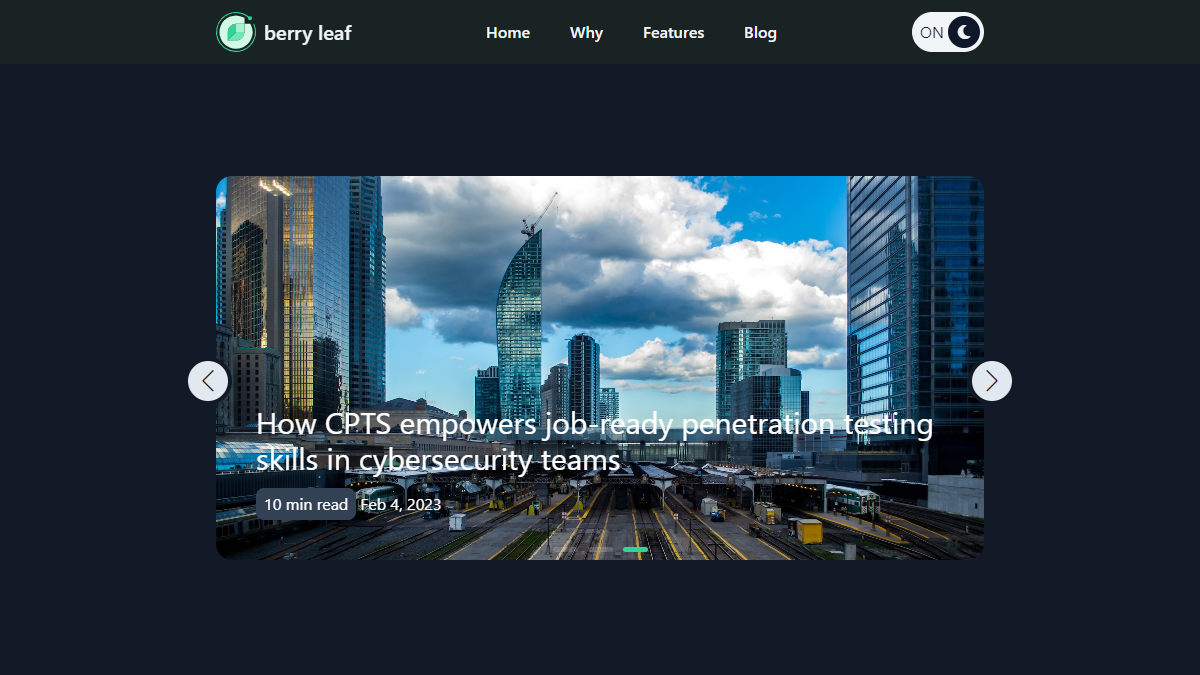 berry leaf
Home
Why
Features
Blog
ON
How CPTS empowers job-ready penetration testing
skills in cybersecurity teams
10 min read
Feb 4, 2023